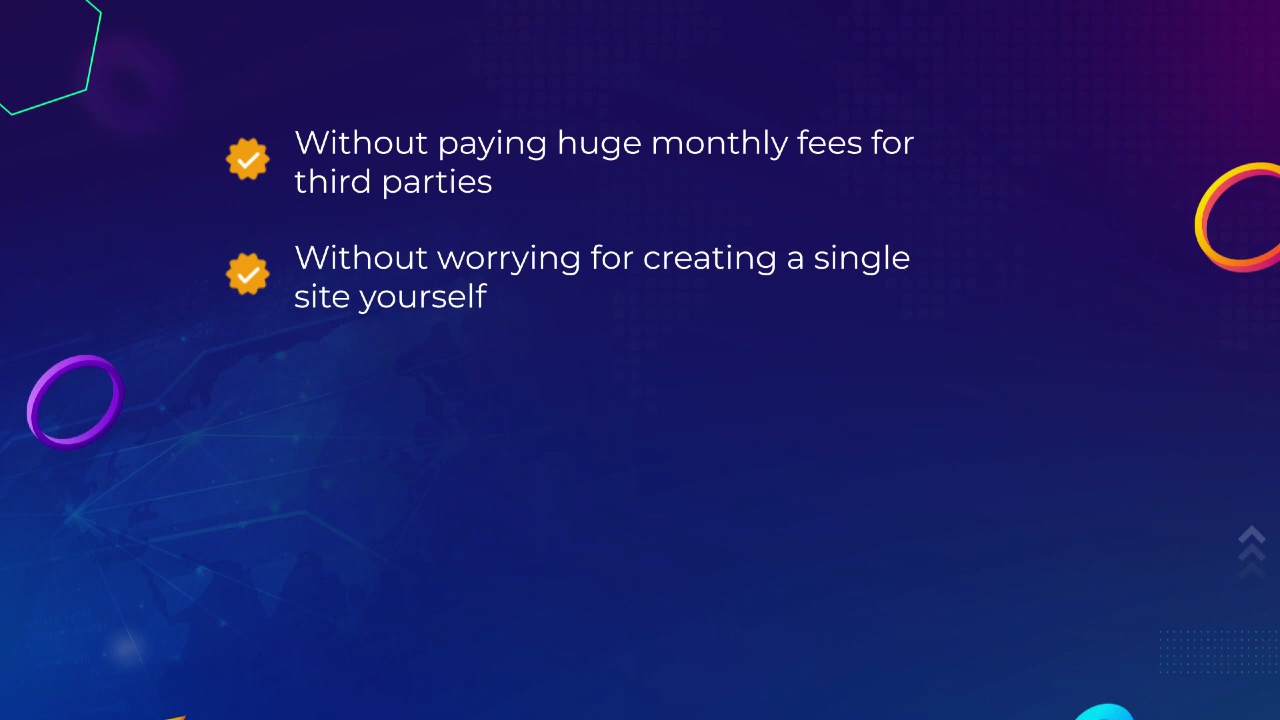 Without paying huge monthly fees for
third parties
Without worrying for creating a single
site yourself